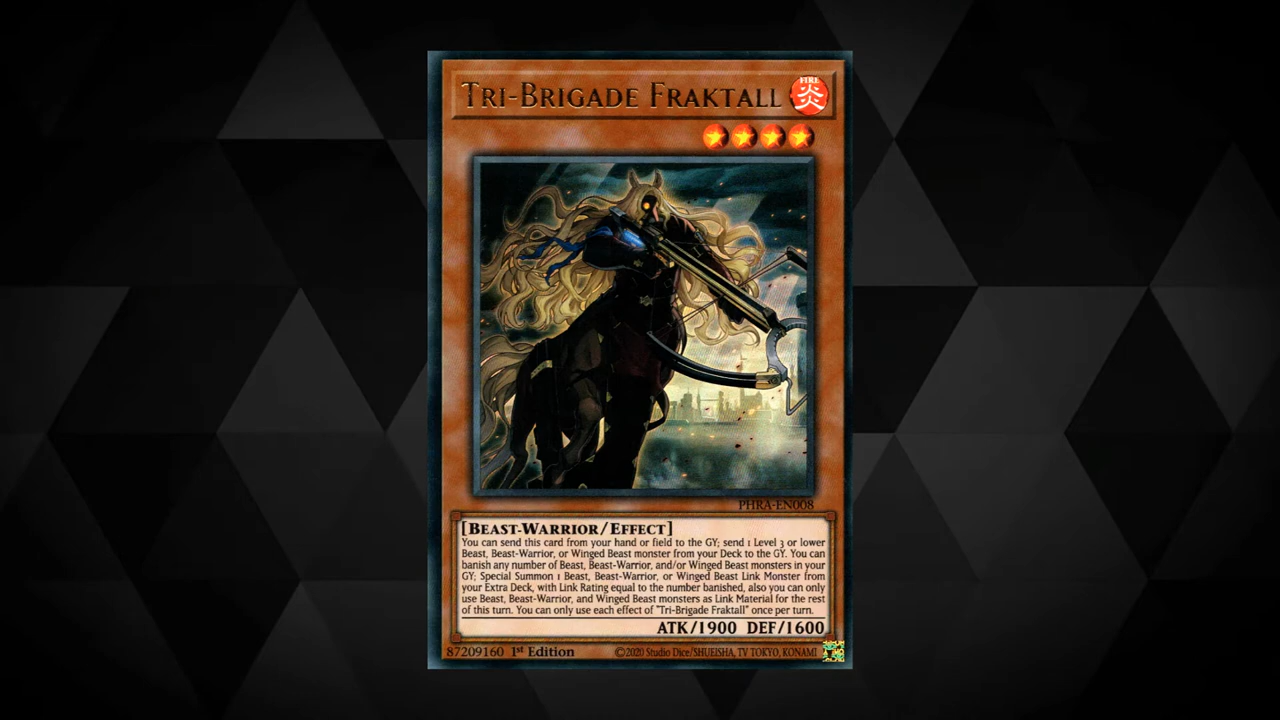 Tri-Brigade Fraktall
FIRE
炎
PHRA-EN008
[Beast-Warrior/Effect]
You can send this card from your hand or field to the GY; send 1 Level 3 or lower
Beast, Beast-Warrior, or Winged Beast monster from your Deck to the GY. You can
banish any number of Beast, Beast-Warrior, and/or Winged Beast monsters in your
GY; Special Summon 1 Beast, Beast-Warrior, or Winged Beast Link Monster from
your Extra Deck, with Link Rating equal to the number banished, also you can only
use Beast, Beast-Warrior, and Winged Beast monsters as Link Material for the rest
of this turn. You can only use each effect of "Tri-Brigade Fraktall" once per turn.
ATK/1900 DEF/1600
87209160 1st Edition ©2020 Studio Dice/SHUEISHA, TV TOKYO, KONAMI